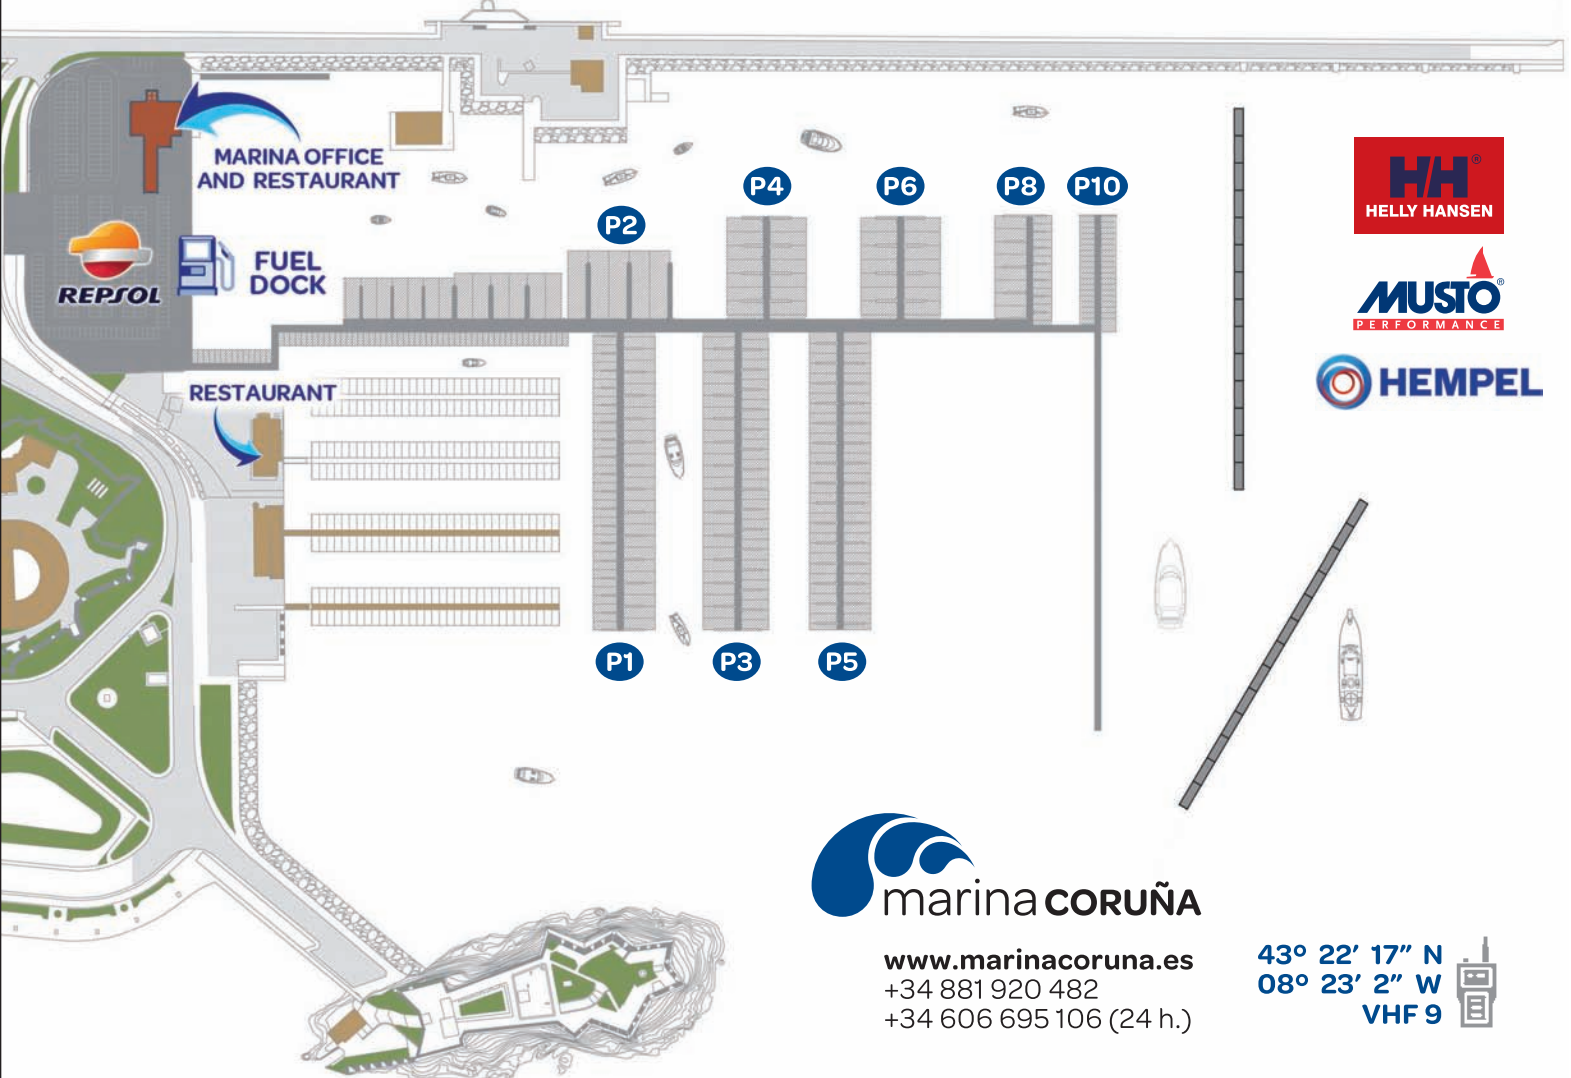 MARINA OFFICE
AND RESTAURANT
REPSOL
FUEL
DOCK
P2
P4
P6
P8
P10
RESTAURANT
P1
P3
P5
HH®
HELLY HANSEN
MUSTO®
PERFORMANCE
HEMPEL
marina CORUÑA
www.marinacoruna.es
+34 881 920 482
+34 606 695 106 (24 h.)
43º 22’ 17” N
08º 23’ 2” W
VHF 9